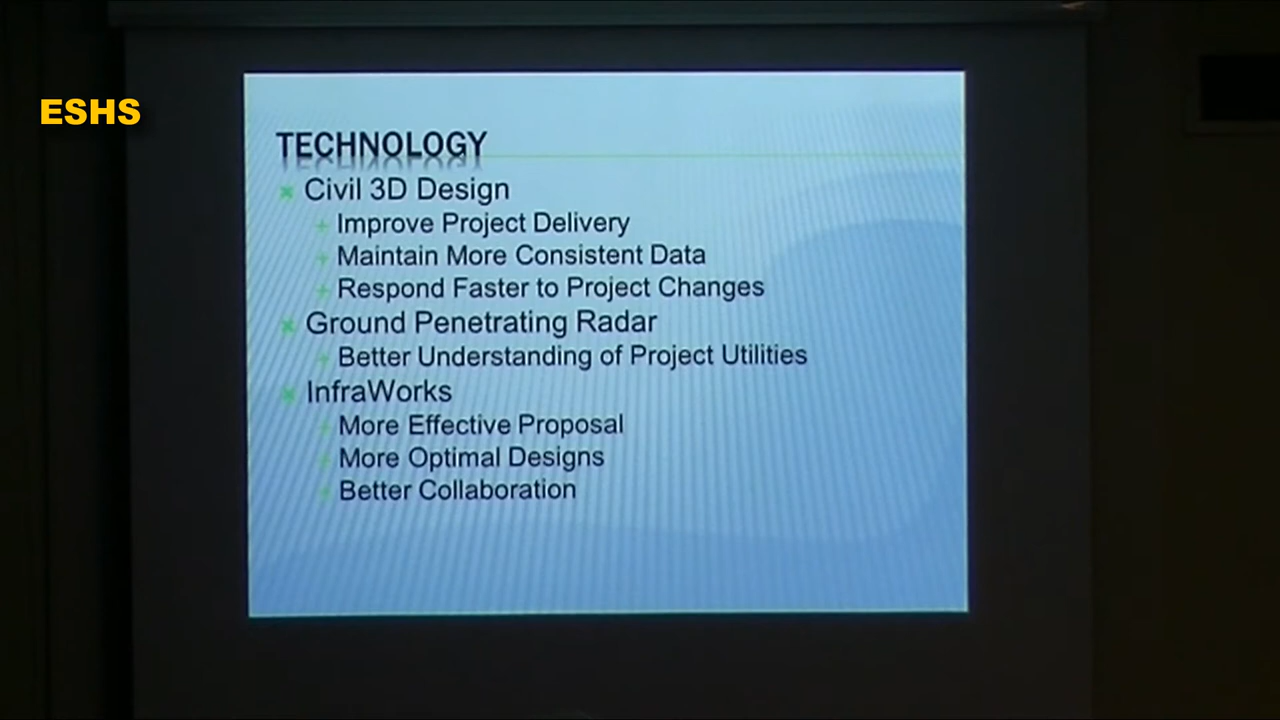 ESHS
TECHNOLOGY
Civil 3D Design
Improve Project Delivery
Maintain More Consistent Data
Respond Faster to Project Changes
Ground Penetrating Radar
Better Understanding of Project Utilities
InfraWorks
More Effective Proposal
More Optimal Designs
Better Collaboration